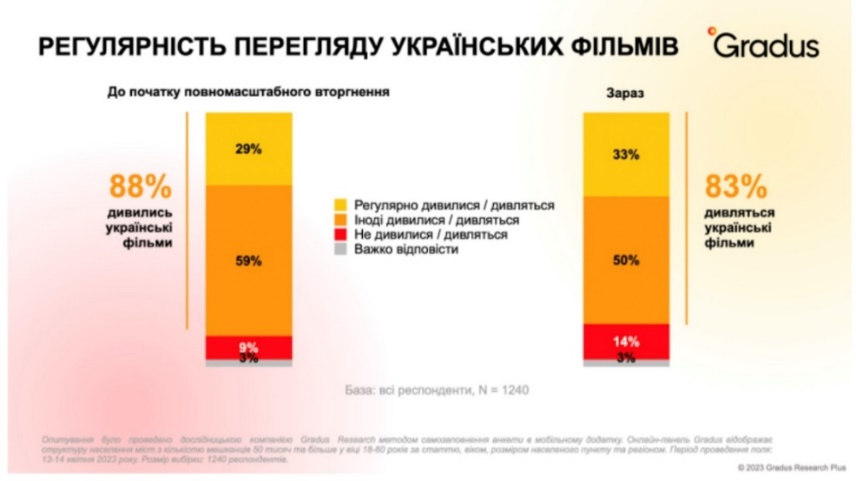 РЕГУЛЯРНІСТЬ ПЕРЕГЛЯДУ УКРАЇНСЬКИХ ФІЛЬМІВ
Gradus
До початку повномасштабного вторгнення
Зараз
29%
59%
9%
3%
88%
дивились
українські
фільми
Регулярно дивилися / дивляться
Іноді дивилися / дивляться
Не дивилися / дивляться
Важко відповісти
33%
50%
14%
3%
83%
дивляться
українські
фільми
База: всі респонденти, N = 1240
Опитування було проведено дослідницькою компанією Gradus Research методом самозаповнення анкети в мобільному додатку. Онлайн-панель Gradus відображає
структуру населення міст з кількістю мешканців 50 тисяч та більше у віці 18-60 років за статтю, віком, розміром населеного пункту та регіоном. Період проведення поля:
13-14 квітня 2023 року. Розмір вибірки: 1240 респондентів.
© 2023 Gradus Research Plus